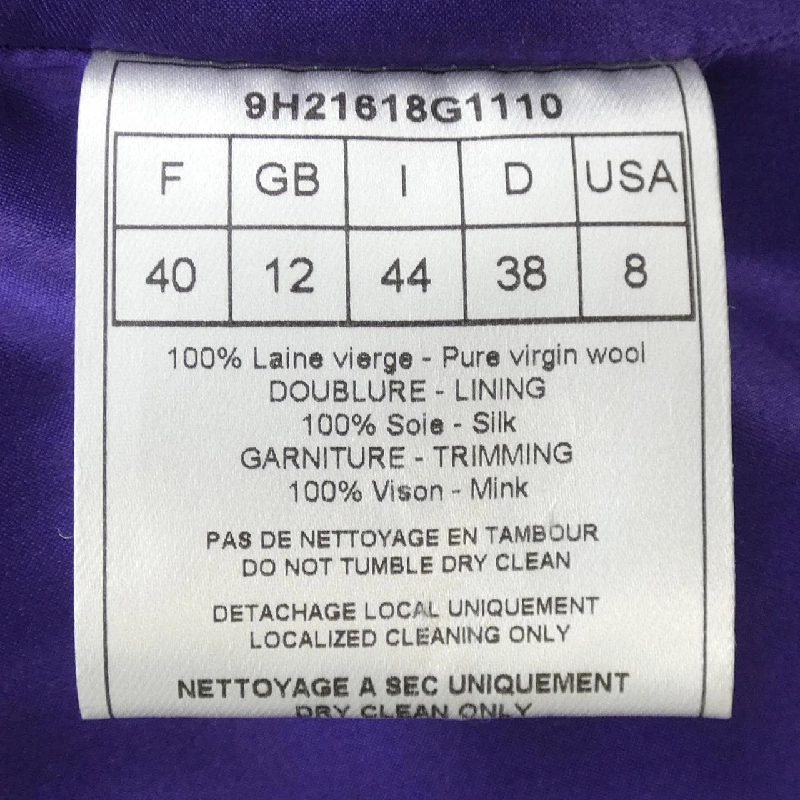 9H21618G1110
F GB I D USA
40 12 44 38 8
100% Laine vierge - Pure virgin wool
DOUBLURE - LINING
100% Soie - Silk
GARNITURE - TRIMMING
100% Vison - Mink
PAS DE NETTOYAGE EN TAMBOUR
DO NOT TUMBLE DRY CLEAN
DETACHAGE LOCAL UNIQUEMENT
LOCALIZED CLEANING ONLY
NETTOYAGE A SEC UNIQUEMENT
DRY CLEAN ONLY